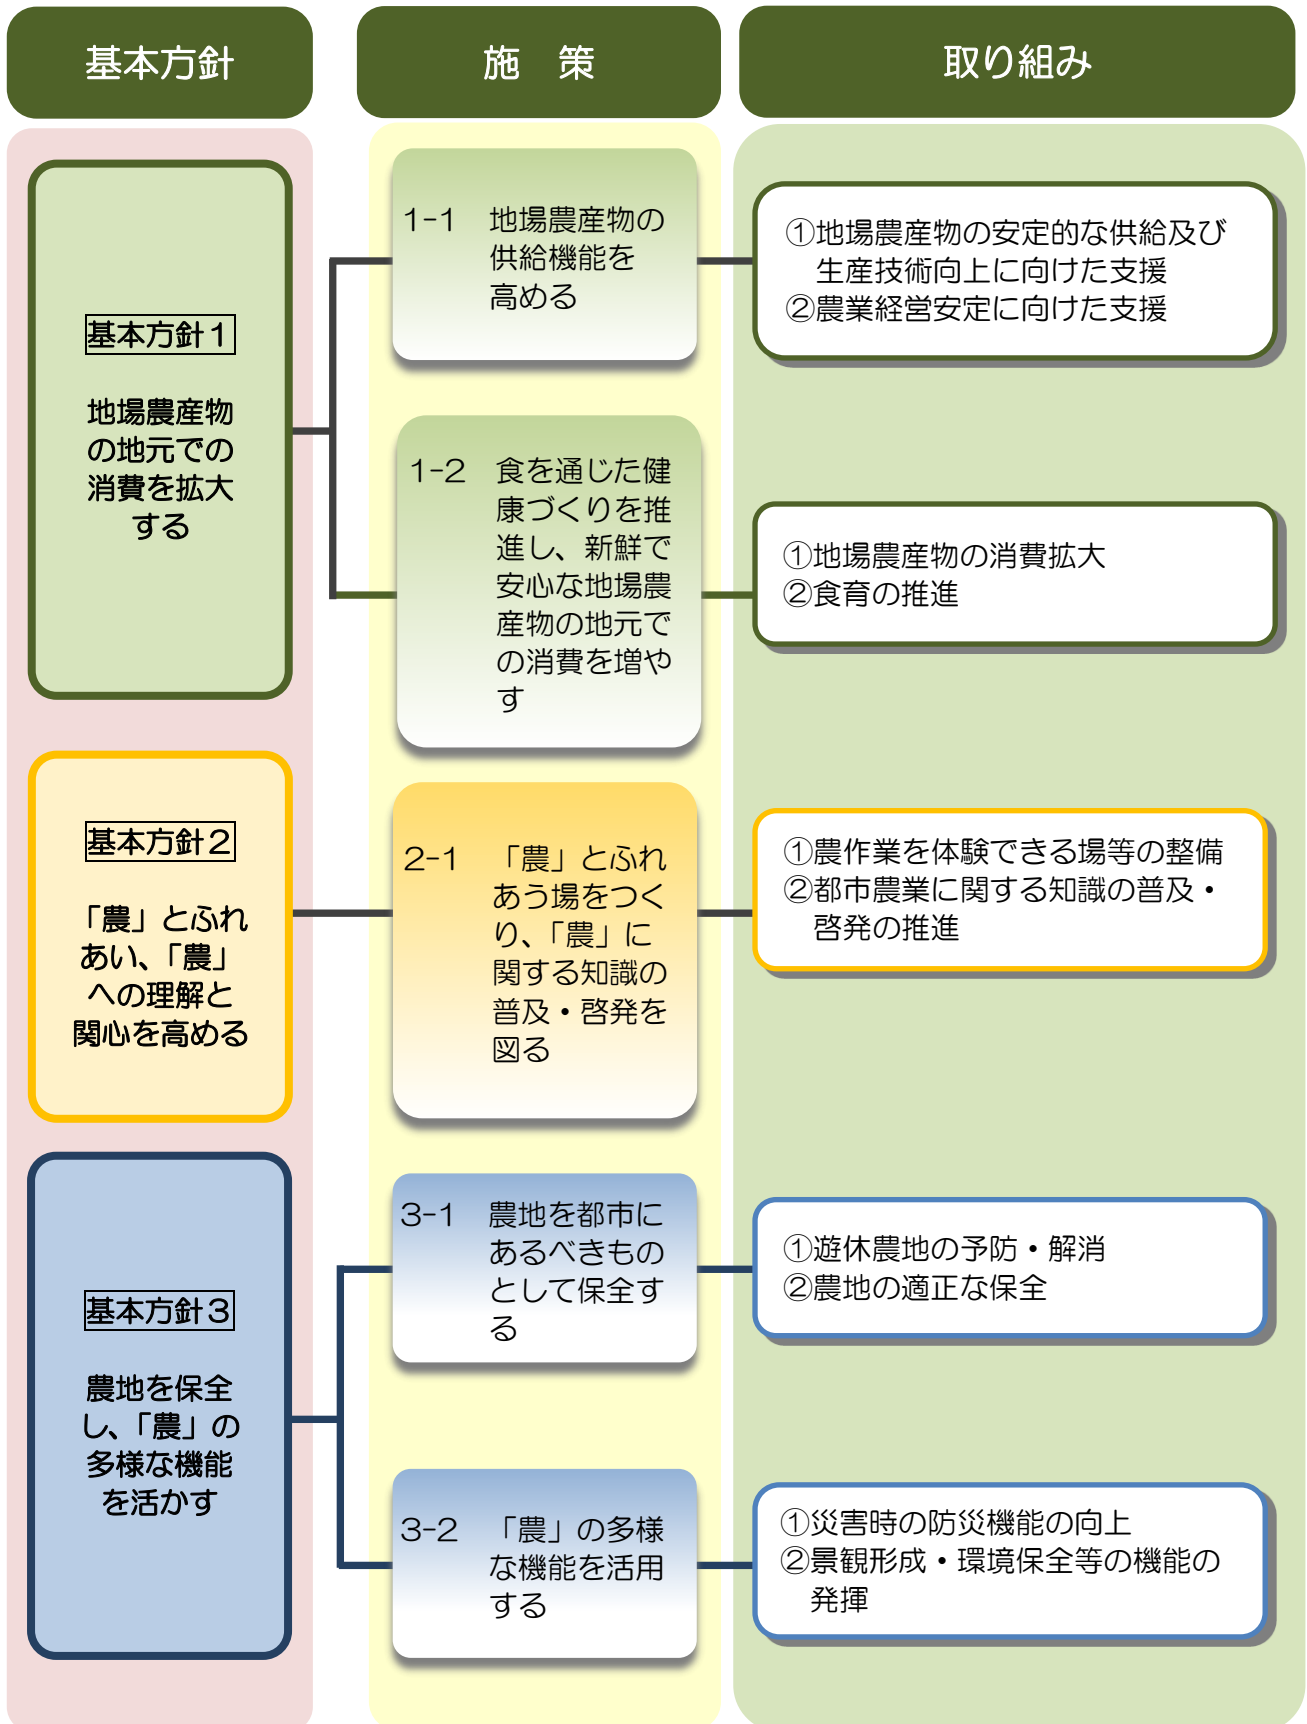 基本方針
施　策
取り組み
基本方針１
地場農産物
の地元での
消費を拡大
する
1-1　地場農産物の
供給機能を
高める
①地場農産物の安定的な供給及び
生産技術向上に向けた支援
②農業経営安定に向けた支援
1-2　食を通じた健
康づくりを推
進し、新鮮で
安心な地場農
産物の地元で
の消費を増や
す
①地場農産物の消費拡大
②食育の推進
基本方針２
「農」とふれ
あい、「農」
への理解と
関心を高める
2-1　「農」とふれ
あう場をつく
り、「農」に
関する知識の
普及・啓発を
図る
①農作業を体験できる場等の整備
②都市農業に関する知識の普及・
啓発の推進
基本方針３
農地を保全
し、「農」の
多様な機能
を活かす
3-1　農地を都市に
あるべきもの
として保全す
る
①遊休農地の予防・解消
②農地の適正な保全
3-2　「農」の多様
な機能を活用
する
①災害時の防災機能の向上
②景観形成・環境保全等の機能の
発揮